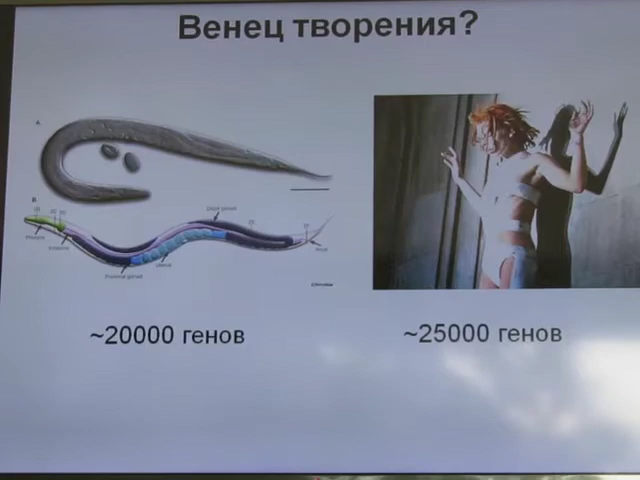 Венец творения?
A.
B.
~20000 генов
~25000 генов